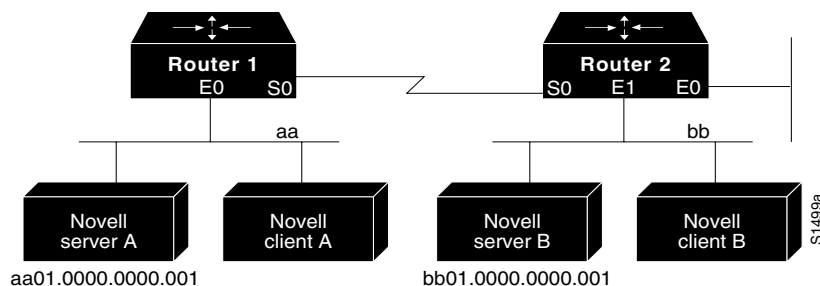 Router 1
E0
S0
Router 2
S0
E1
E0
aa
bb
Novell
server A
Novell
client A
Novell
server B
Novell
client B
aa01.0000.0000.001
bb01.0000.0000.001
S1499a